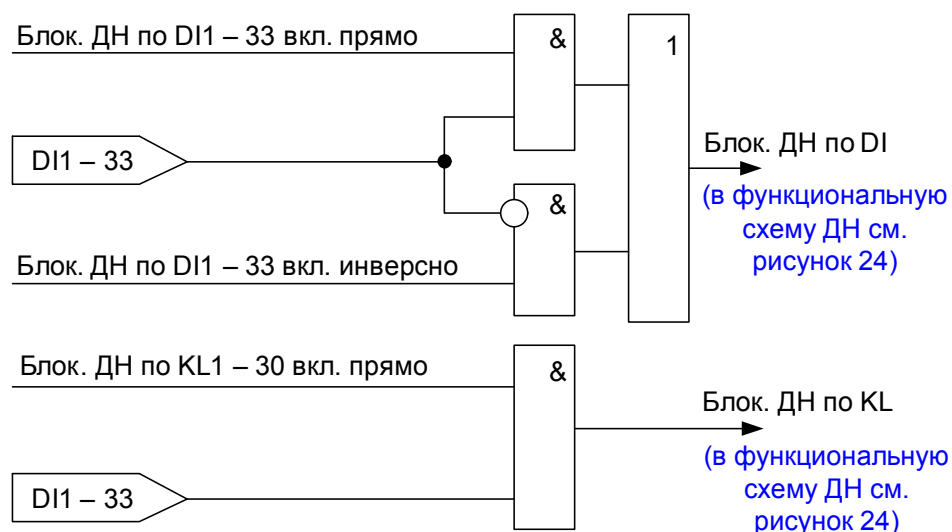 Блок. ДН по DI1 – 33 вкл. прямо
&
1
DI1 – 33
Блок. ДН по DI
(в функциональную
схему ДН см.
рисунок 24)
&
Блок. ДН по DI1 – 33 вкл. инверсно
Блок. ДН по KL1 – 30 вкл. прямо
&
Блок. ДН по KL
(в функциональную
схему ДН см.
рисунок 24)
DI1 – 33